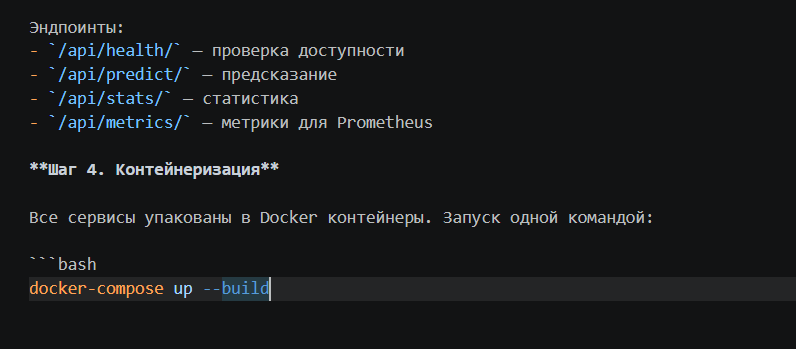 Эндпоинты:
- `/api/health/` — проверка доступности
- `/api/predict/` — предсказание
- `/api/stats/` — статистика
- `/api/metrics/` — метрики для Prometheus
**Шаг 4. Контейнеризация**
Все сервисы упакованы в Docker контейнеры. Запуск одной командой:
```bash
docker-compose up --build